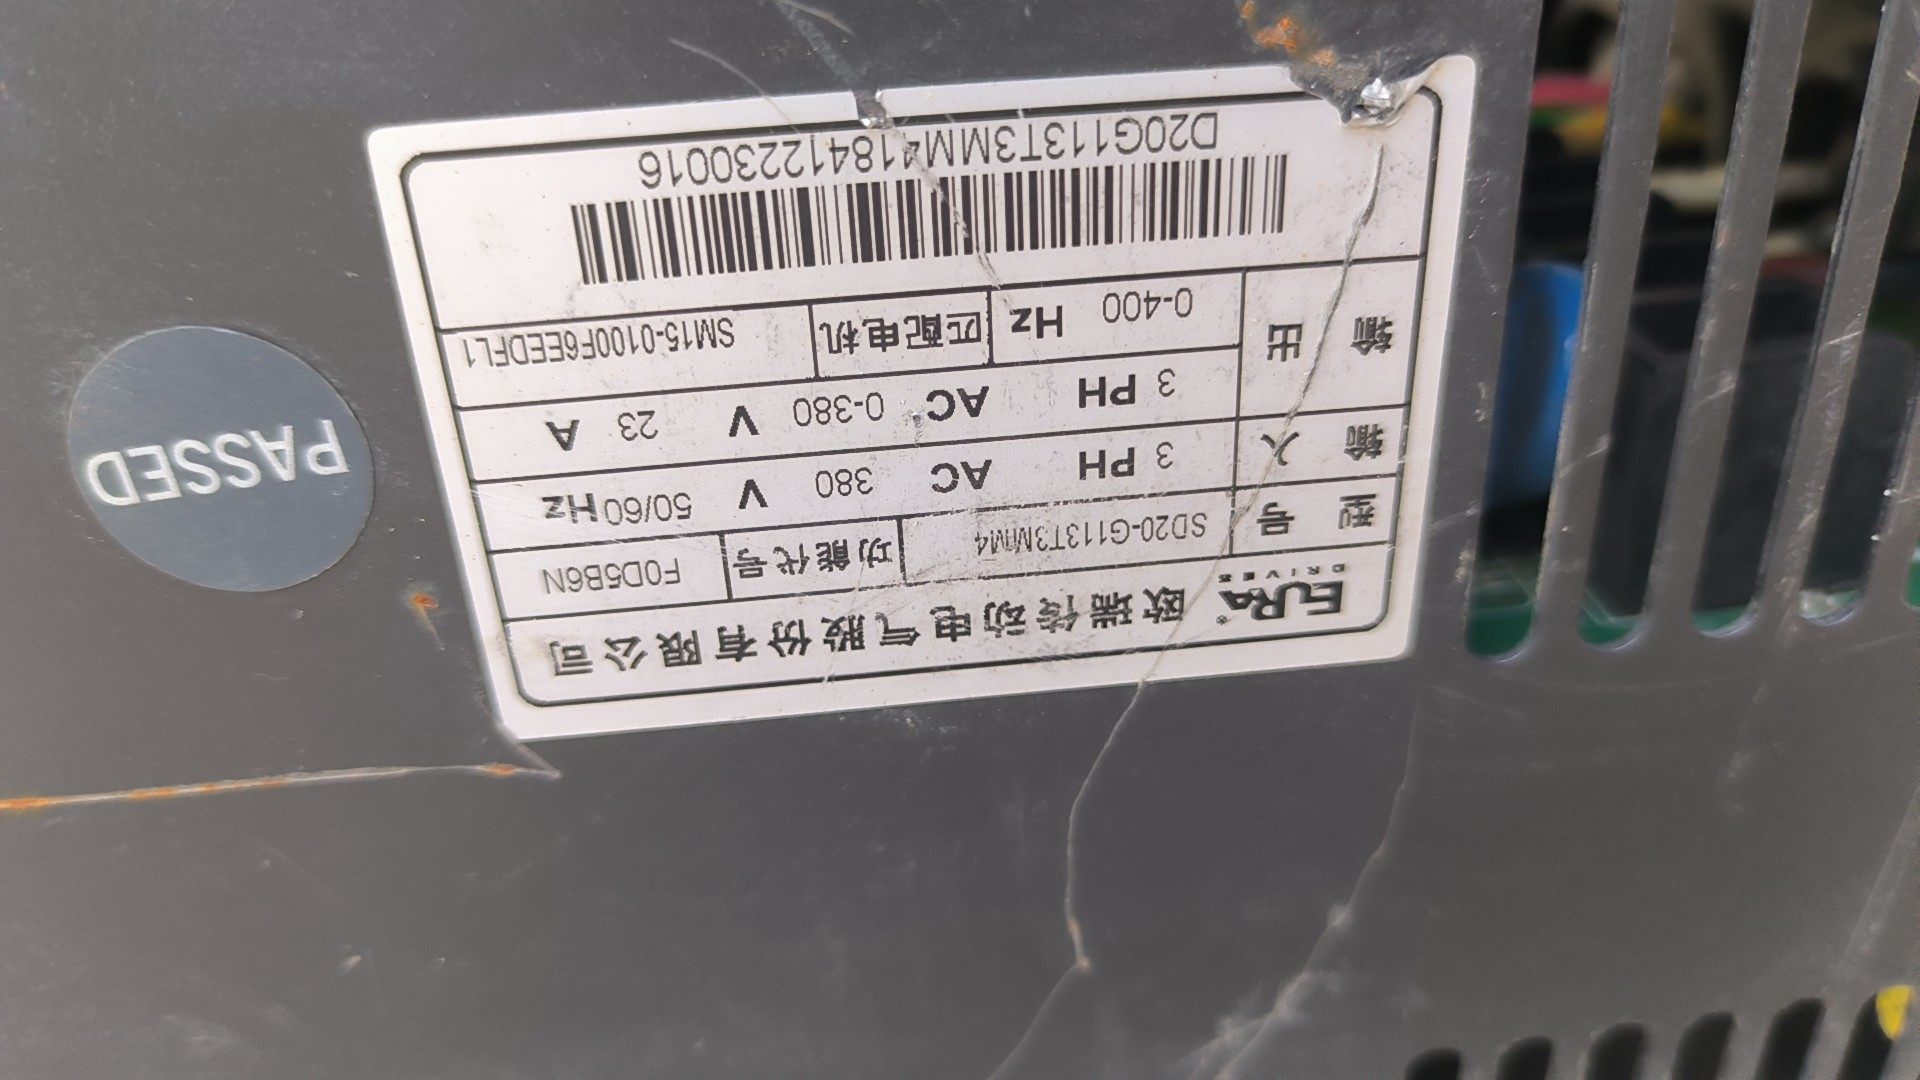 EURA DRIVES ® 欧瑞传动电气股份有限公司
型号 SD20-G113T3MM4 功能代号 F0D5B6N
输入 3 PH AC 380 V 50/60 Hz
输出 3 PH AC 0-380 V 23 A
0-400 Hz 匹配电机 SM15-0100F6EEDFL1
D20G113T3MM418412230016
PASSED